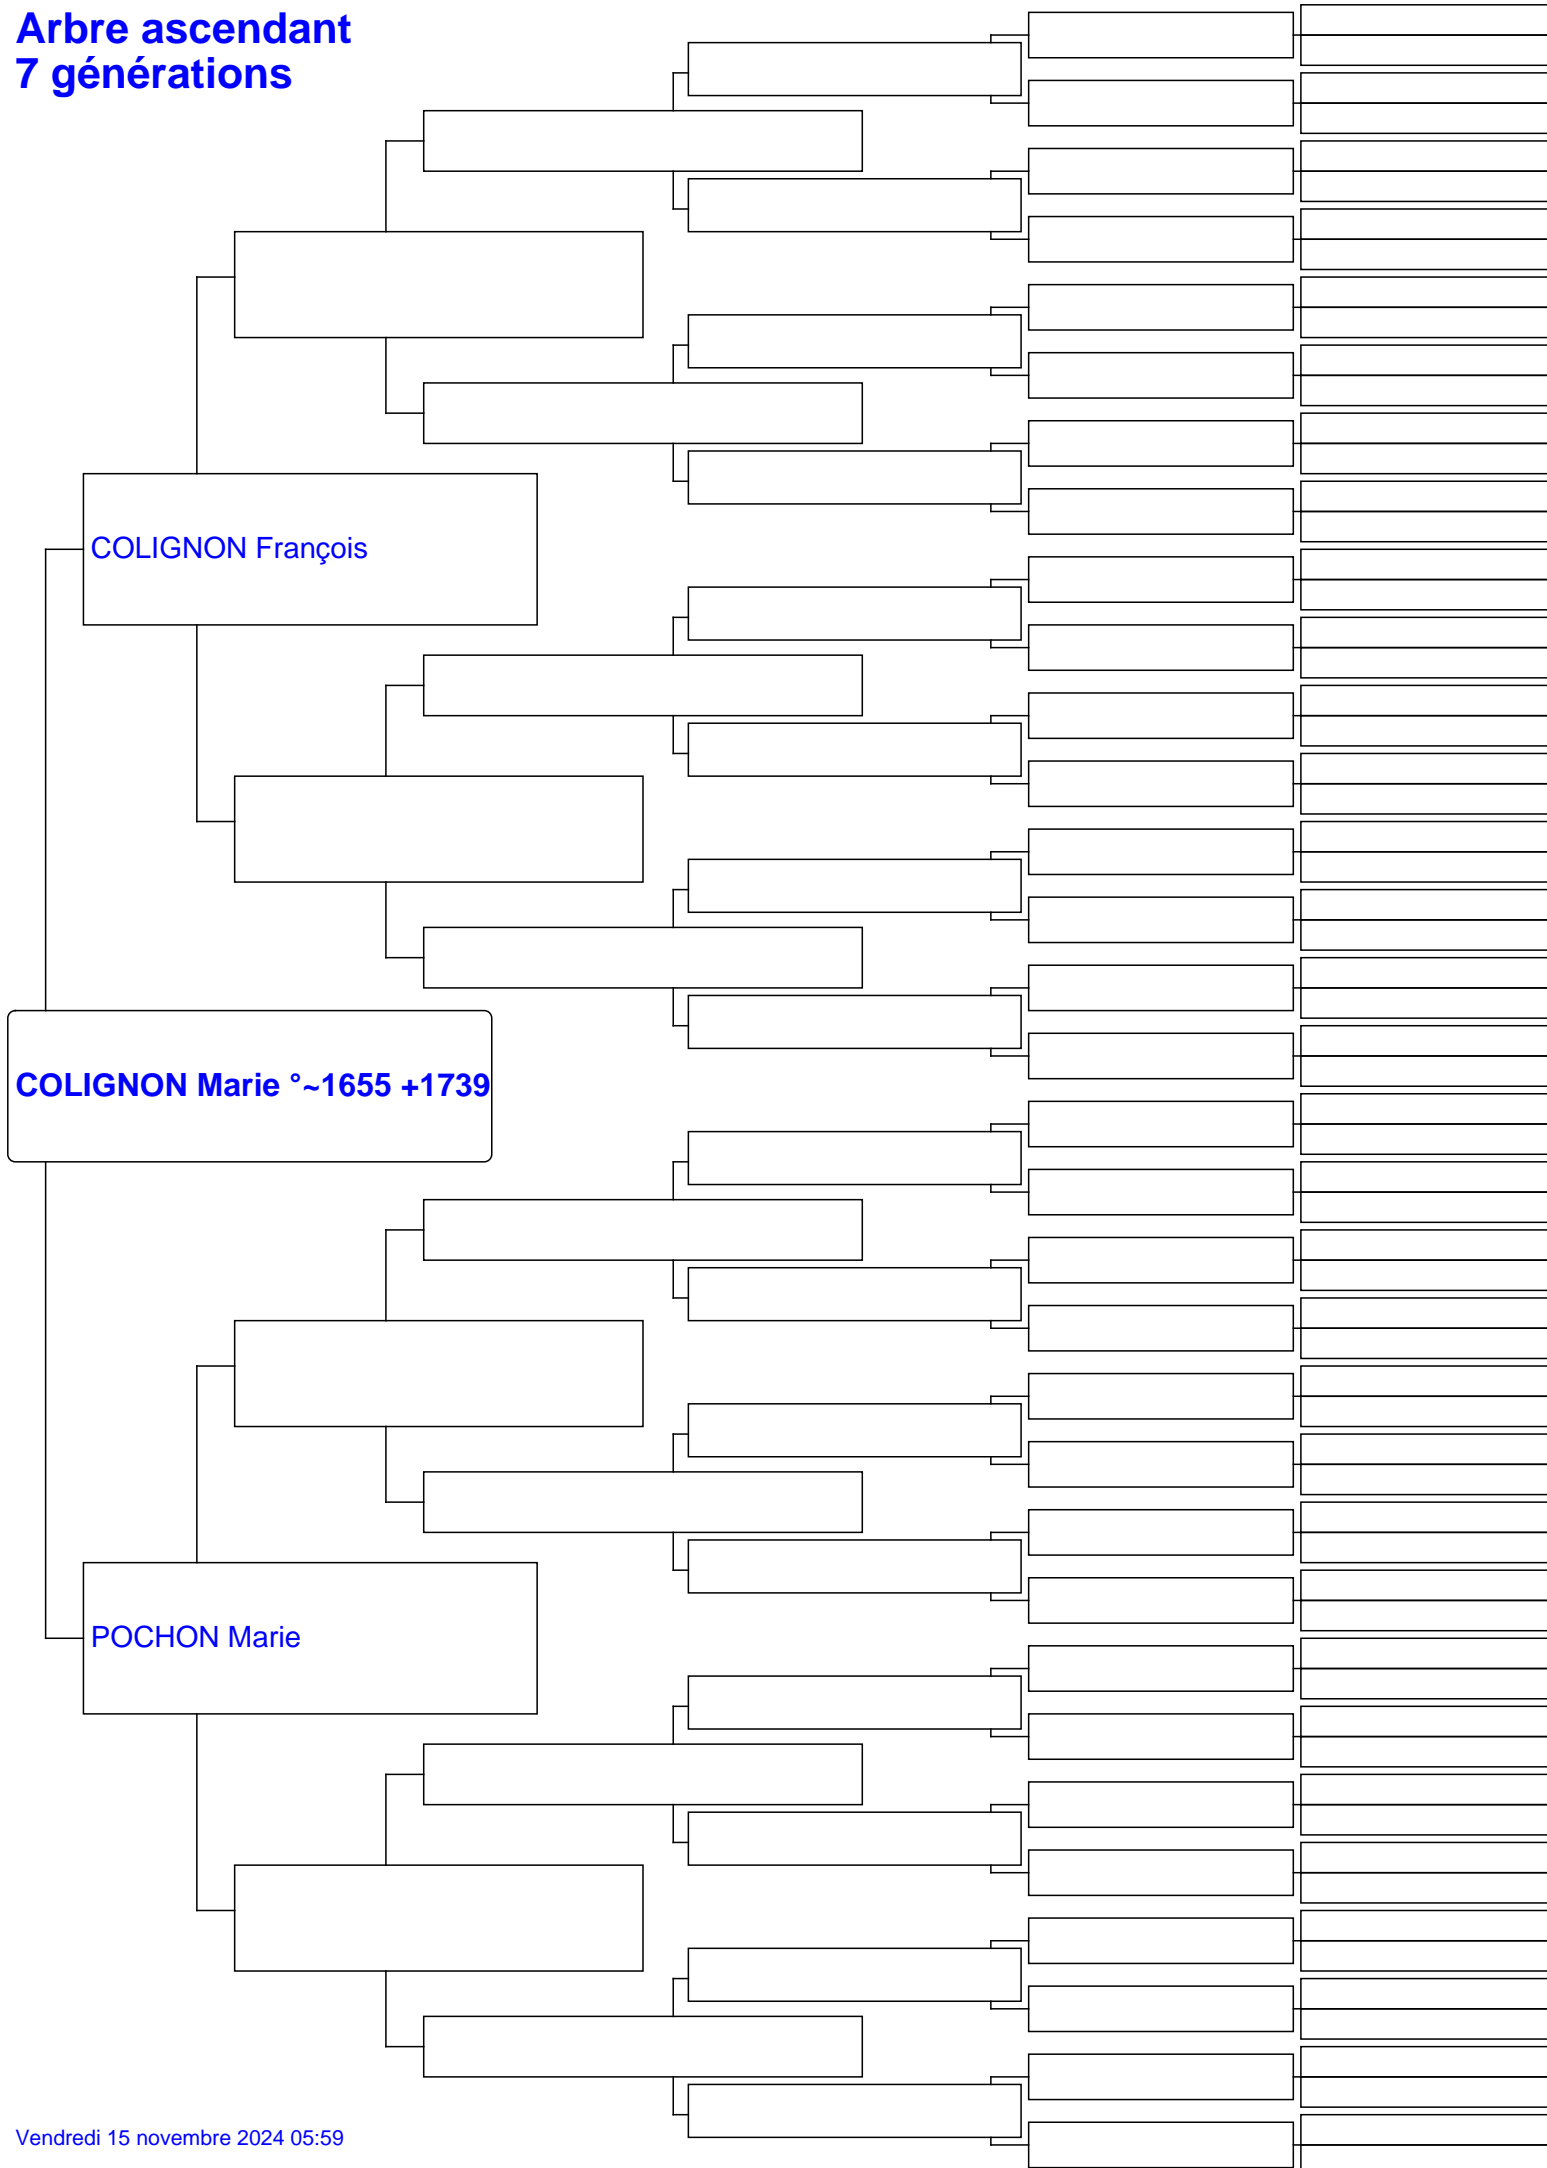 Arbre ascendant
7 générations
COLIGNON François
COLIGNON Marie °~1655 +1739
POCHON Marie
Vendredi 15 novembre 2024 05:59